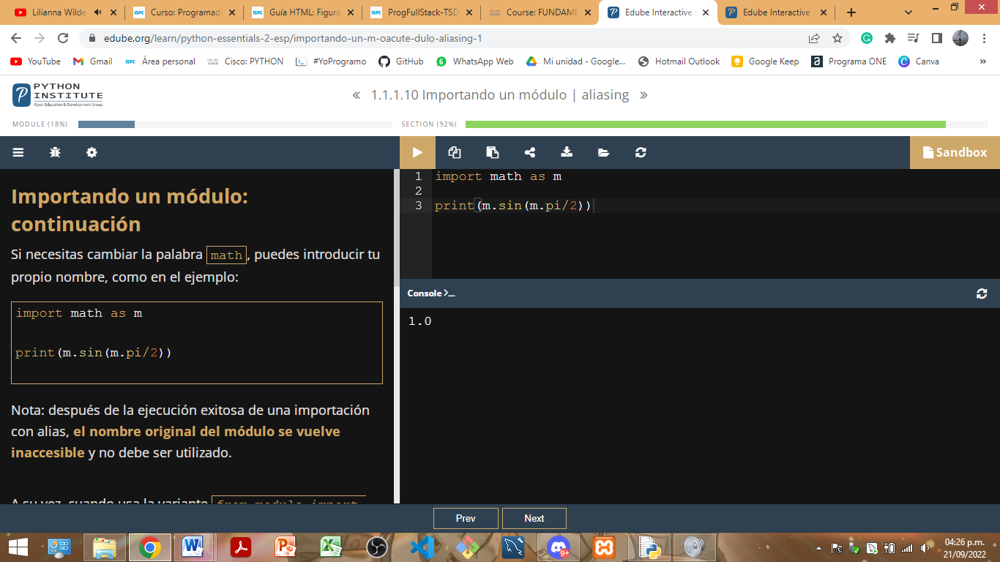 Lilianna Wilde
Curso: Programad
Guía HTML: Figura
ProgFullStack-TSD
Course: FUNDAME
Edube Interactive
Edube Interactive
edube.org/learn/python-essentials-2-esp/importando-un-m-oacute-dulo-aliasing-1
YouTube
Gmail
Área personal
Cisco: PYTHON
#YoProgramo
GitHub
WhatsApp Web
Mi unidad - Google...
Hotmail Outlook
Google Keep
Programa ONE
Canva
»
PYTHON
INSTITUTE
Open Education & Development Group
« 1.1.1.10 Importando un módulo | aliasing »
MODULE (18%)
SECTION (92%)
Sandbox
Importando un módulo:
continuación
Si necesitas cambiar la palabra math, puedes introducir tu
propio nombre, como en el ejemplo:
import math as m
print(m.sin(m.pi/2))
Nota: después de la ejecución exitosa de una importación
con alias, el nombre original del módulo se vuelve
inaccesible y no debe ser utilizado.
A su vez, cuando usa la variante from modulo import
1 import math as m
2
3 print(m.sin(m.pi/2))
Console >_
1.0
Prev
Next
9+
04:26 p.m.
21/09/2022